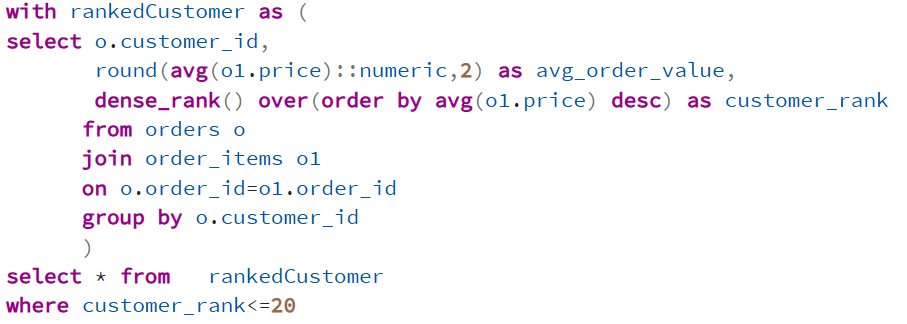 with rankedCustomer as (
select o.customer_id,
       round(avg(o1.price)::numeric,2) as avg_order_value,
       dense_rank() over(order by avg(o1.price) desc) as customer_rank
      from orders o
      join order_items o1
      on o.order_id=o1.order_id
      group by o.customer_id
      )
select * from   rankedCustomer
where customer_rank<=20